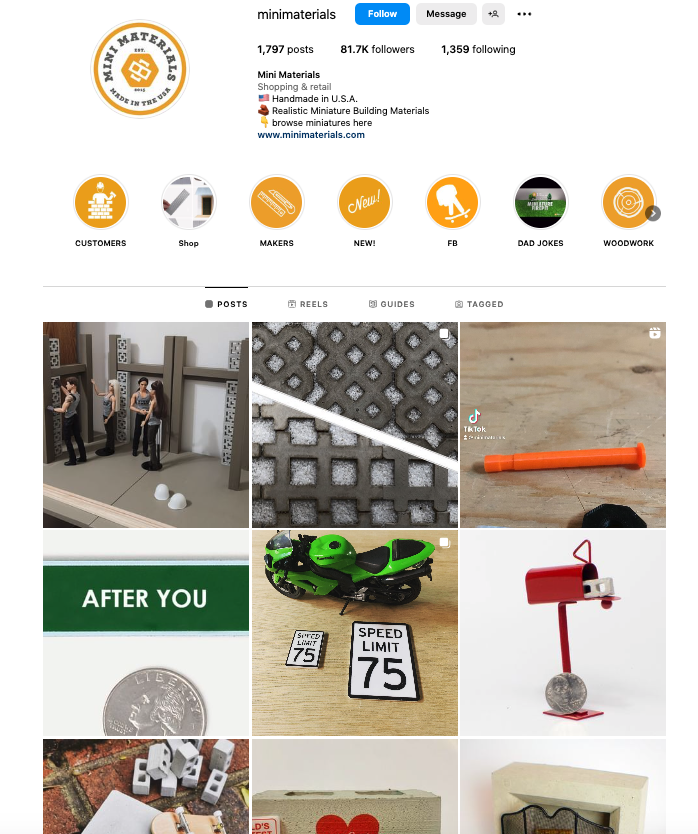 MINI MATERIALS
EST.
2015
MADE IN THE USA
minimaterials Follow Message
1,797 posts 81.7K followers 1,359 following
Mini Materials
Shopping & retail
🇺🇸 Handmade in U.S.A.
Realistic Miniature Building Materials
👇 browse miniatures here
www.minimaterials.com
New!
CUSTOMERS Shop MAKERS NEW! FB DAD JOKES WOODWORK
POSTS REELS GUIDES TAGGED
TikTok
AFTER YOU
LIBERTY
SPEED
LIMIT
75
SPEED
LIMIT
75